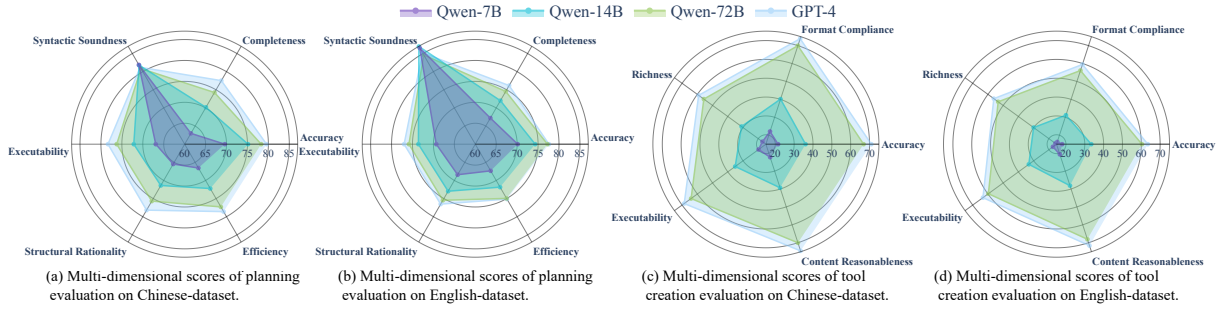 Qwen-7B Qwen-14B Qwen-72B GPT-4
Syntactic Soundness Completeness
Executability Accuracy
60 65 70 75 80 85
Structural Rationality Efficiency
(a) Multi-dimensional scores of planning
evaluation on Chinese-dataset.
Syntactic Soundness Completeness
Executability Accuracy
60 65 70 75 80 85
Structural Rationality Efficiency
(b) Multi-dimensional scores of planning
evaluation on English-dataset.
Format Compliance
Richness
Accuracy
20 30 40 50 60 70
Executability
Content Reasonableness
(c) Multi-dimensional scores of tool
creation evaluation on Chinese-dataset.
Format Compliance
Richness
Accuracy
20 30 40 50 60 70
Executability
Content Reasonableness
(d) Multi-dimensional scores of tool
creation evaluation on English-dataset.